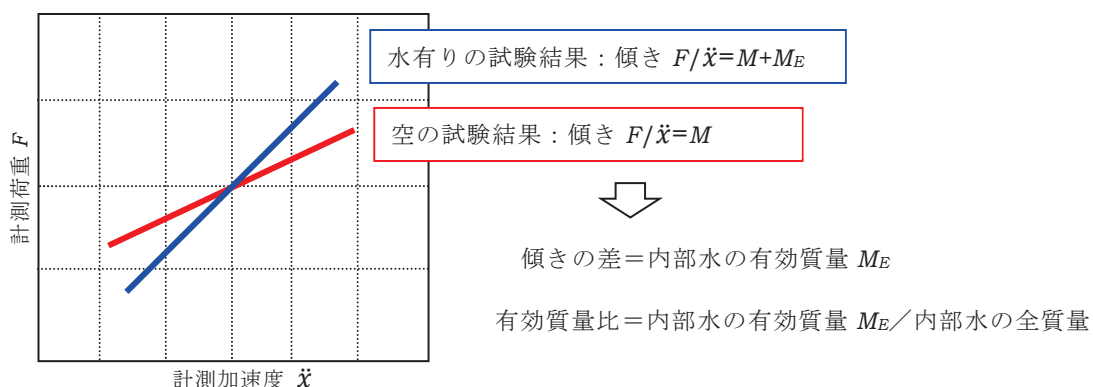 水有りの試験結果：傾き F/ẍ=M+ME
空の試験結果：傾き F/ẍ=M
計測荷重 F
傾きの差＝内部水の有効質量 ME
有効質量比＝内部水の有効質量 ME／内部水の全質量
計測加速度 ẍ